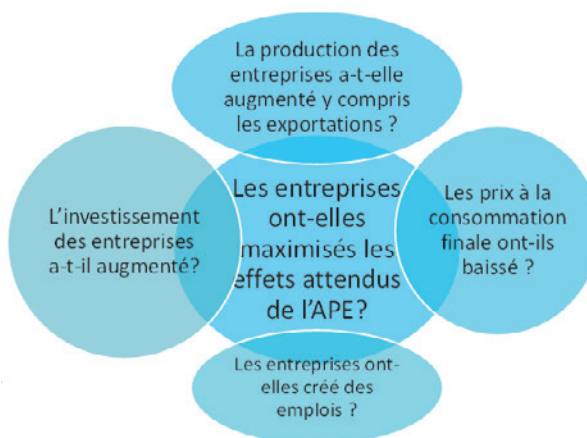 La production des
entreprises a-t-elle
augmenté y compris
les exportations ?
L'investissement
des entreprises
a-t-il augmenté?
Les entreprises
ont-elles
maximisés les
effets attendus
de l'APE?
Les prix à la
consommation
finale ont-ils
baissé ?
Les entreprises ont-
elles créé des
emplois ?